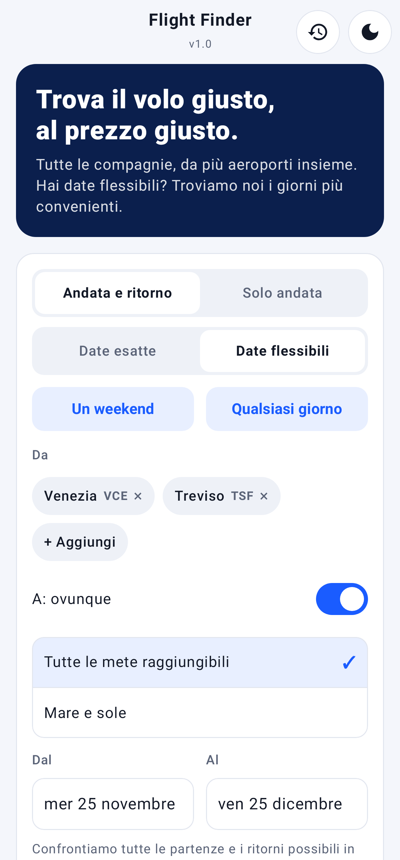 Flight Finder
v1.0
Trova il volo giusto,
al prezzo giusto.
Tutte le compagnie, da più aeroporti insieme.
Hai date flessibili? Troviamo noi i giorni più
convenienti.
Andata e ritorno
Solo andata
Date esatte
Date flessibili
Un weekend
Qualsiasi giorno
Da
Venezia VCE ×
Treviso TSF ×
+ Aggiungi
A: ovunque
Tutte le mete raggiungibili ✓
Mare e sole
Dal
Al
mer 25 novembre
ven 25 dicembre
Confrontiamo tutte le partenze e i ritorni possibili in